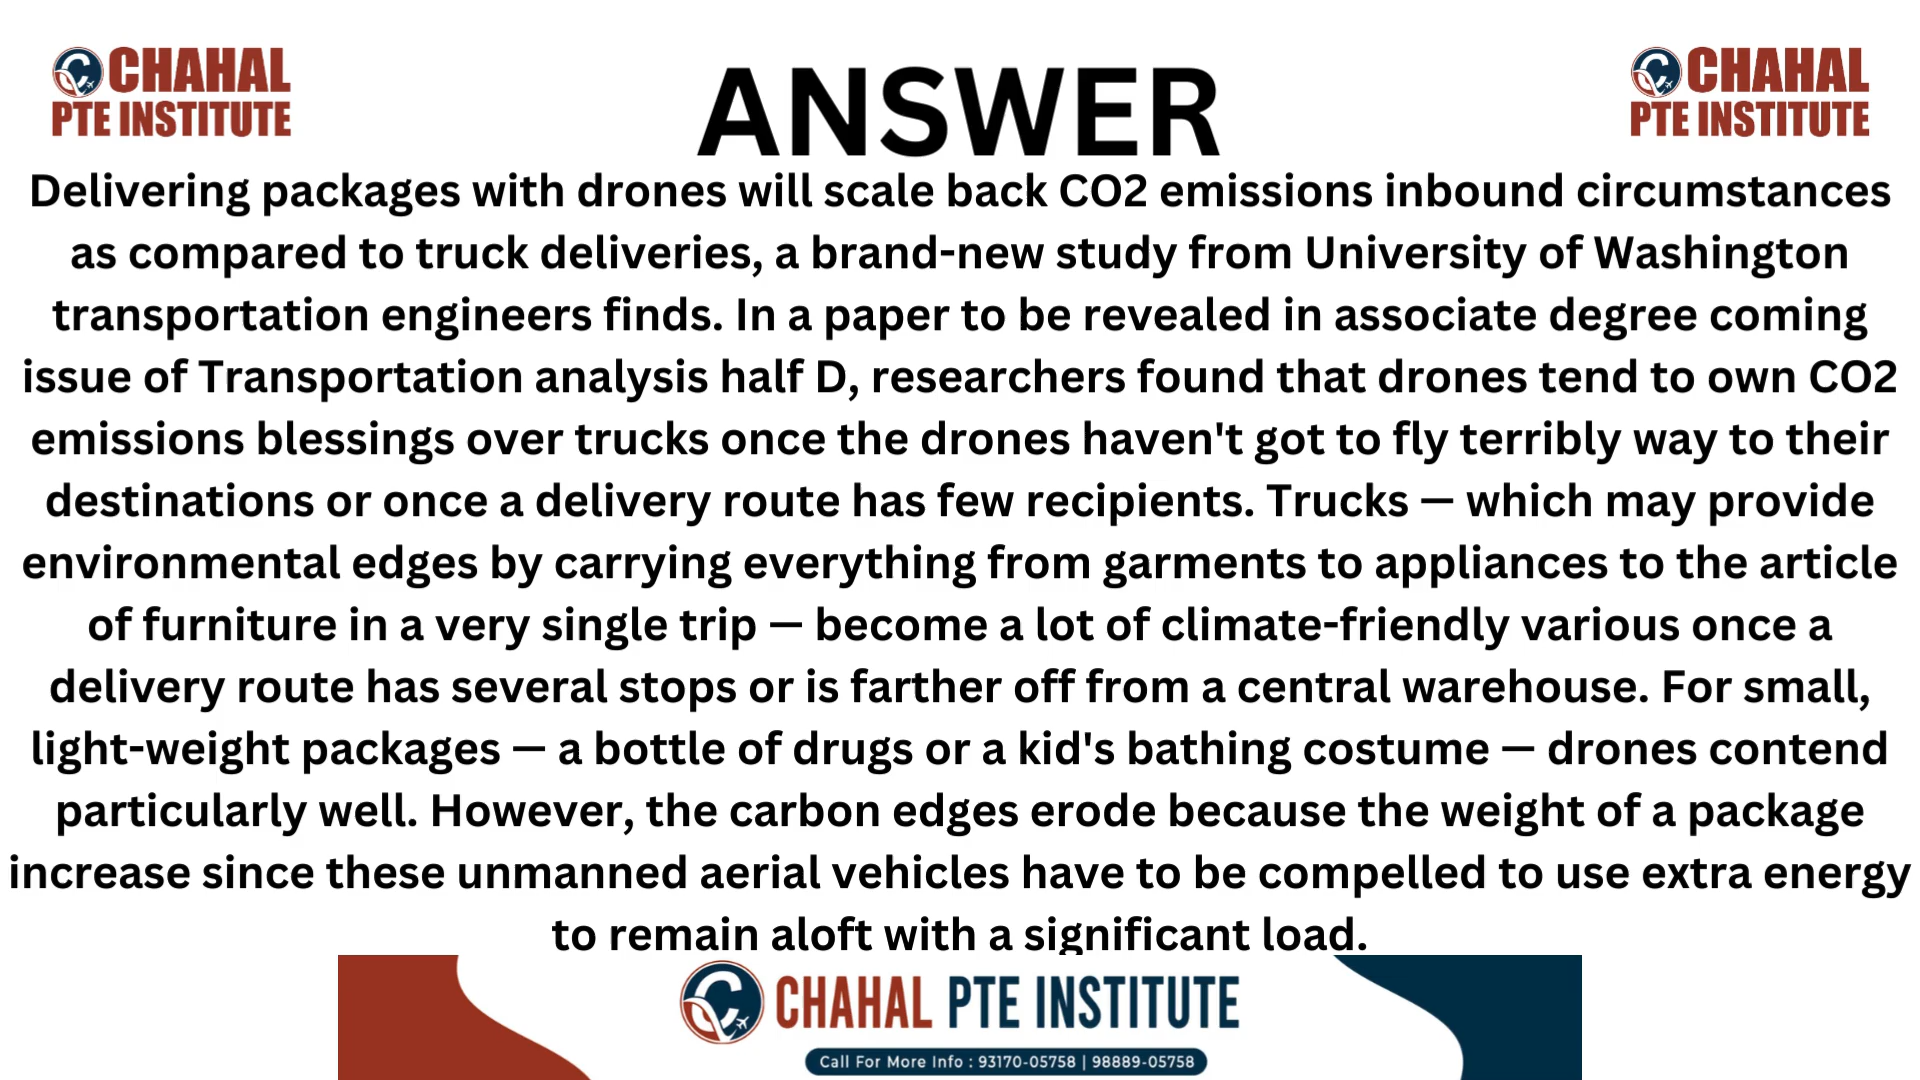 CHAHAL
PTE INSTITUTE
ANSWER
CHAHAL
PTE INSTITUTE
Delivering packages with drones will scale back CO2 emissions inbound circumstances
as compared to truck deliveries, a brand-new study from University of Washington
transportation engineers finds. In a paper to be revealed in associate degree coming
issue of Transportation analysis half D, researchers found that drones tend to own CO2
emissions blessings over trucks once the drones haven't got to fly terribly way to their
destinations or once a delivery route has few recipients. Trucks — which may provide
environmental edges by carrying everything from garments to appliances to the article
of furniture in a very single trip — become a lot of climate-friendly various once a
delivery route has several stops or is farther off from a central warehouse. For small,
light-weight packages — a bottle of drugs or a kid's bathing costume — drones contend
particularly well. However, the carbon edges erode because the weight of a package
increase since these unmanned aerial vehicles have to be compelled to use extra energy
to remain aloft with a significant load.
CHAHAL PTE INSTITUTE
Call For More Info : 93170-05758 | 98889-05758